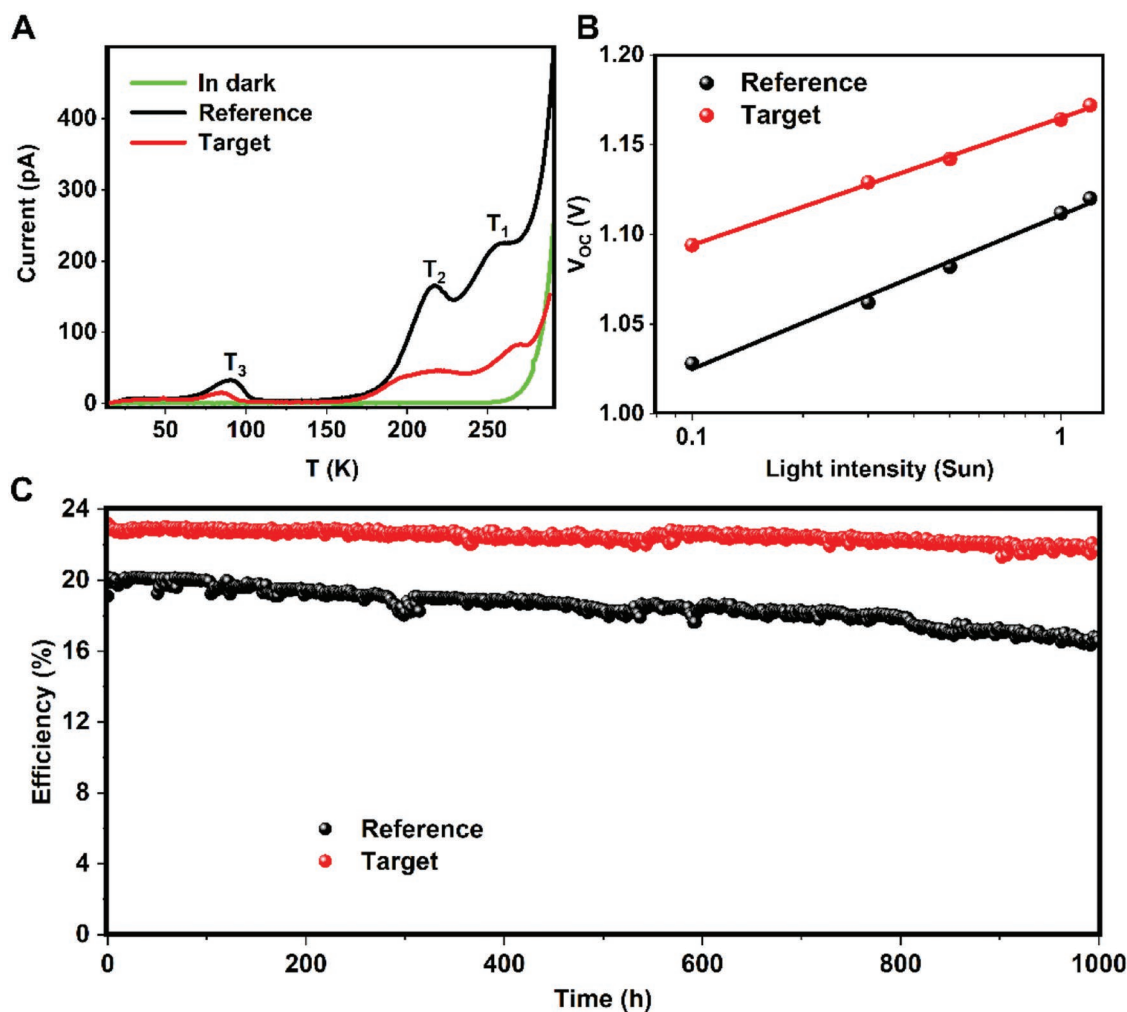 A
In dark
Reference
Target
400
300
200
100
0
Current (pA)
T₃
T₂
T₁
50
100
150
200
250
T (K)
B
Reference
Target
1.20
1.15
1.10
1.05
1.00
V_OC (V)
0.1
1
Light intensity (Sun)
C
24
20
16
12
8
4
0
Efficiency (%)
Reference
Target
0
200
400
600
800
1000
Time (h)